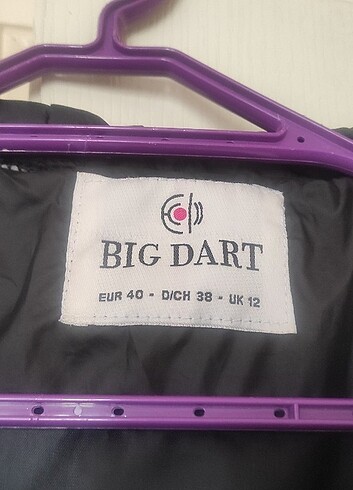 BIG DART
EUR 40 - D/CH 38 - UK 12